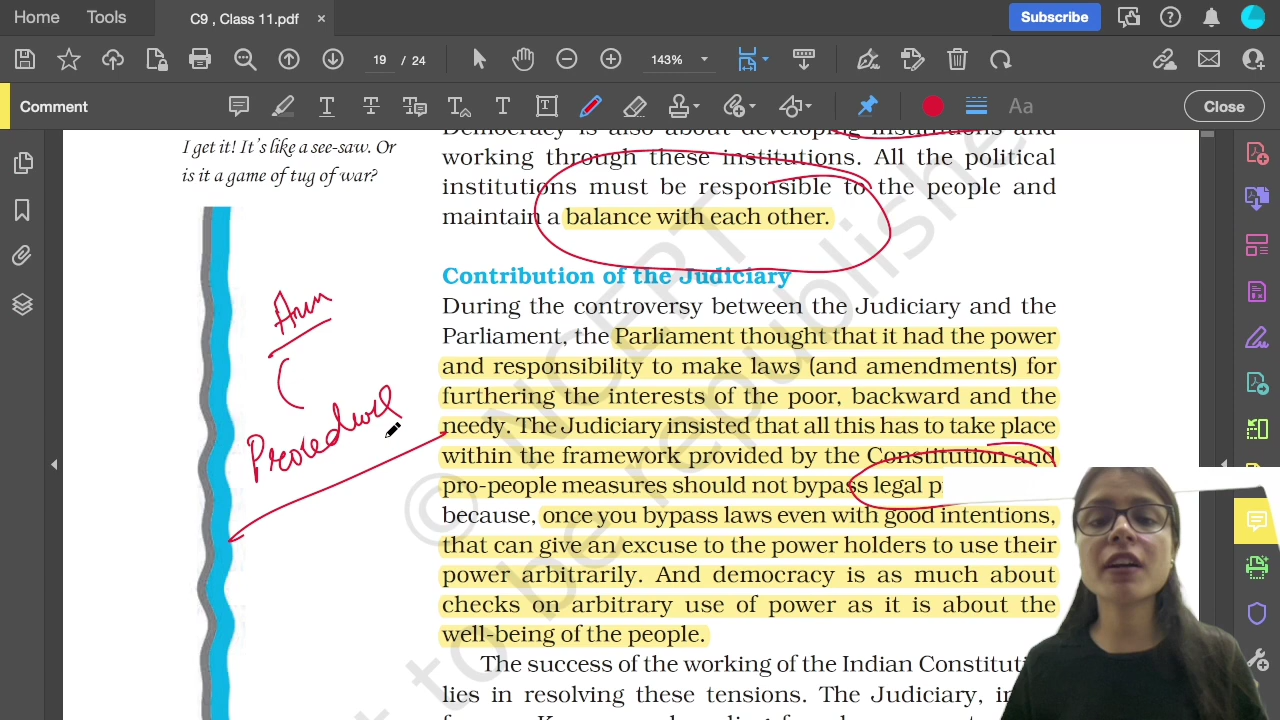 Home
Tools
C9 , Class 11.pdf
×
Subscribe
19 / 24
143%
Comment
Close
I get it! It's like a see-saw. Or
is it a game of tug of war?
Democracy is also about developing institutions and
working through these institutions. All the political
institutions must be responsible to the people and
maintain a balance with each other.
Contribution of the Judiciary
During the controversy between the Judiciary and the
Parliament, the Parliament thought that it had the power
and responsibility to make laws (and amendments) for
furthering the interests of the poor, backward and the
needy. The Judiciary insisted that all this has to take place
within the framework provided by the Constitution and
pro-people measures should not bypass legal p
because, once you bypass laws even with good intentions,
that can give an excuse to the power holders to use their
power arbitrarily. And democracy is as much about
checks on arbitrary use of power as it is about the
well-being of the people.
The success of the working of the Indian Constituti
lies in resolving these tensions. The Judiciary, in
© NCERT
not to be republished